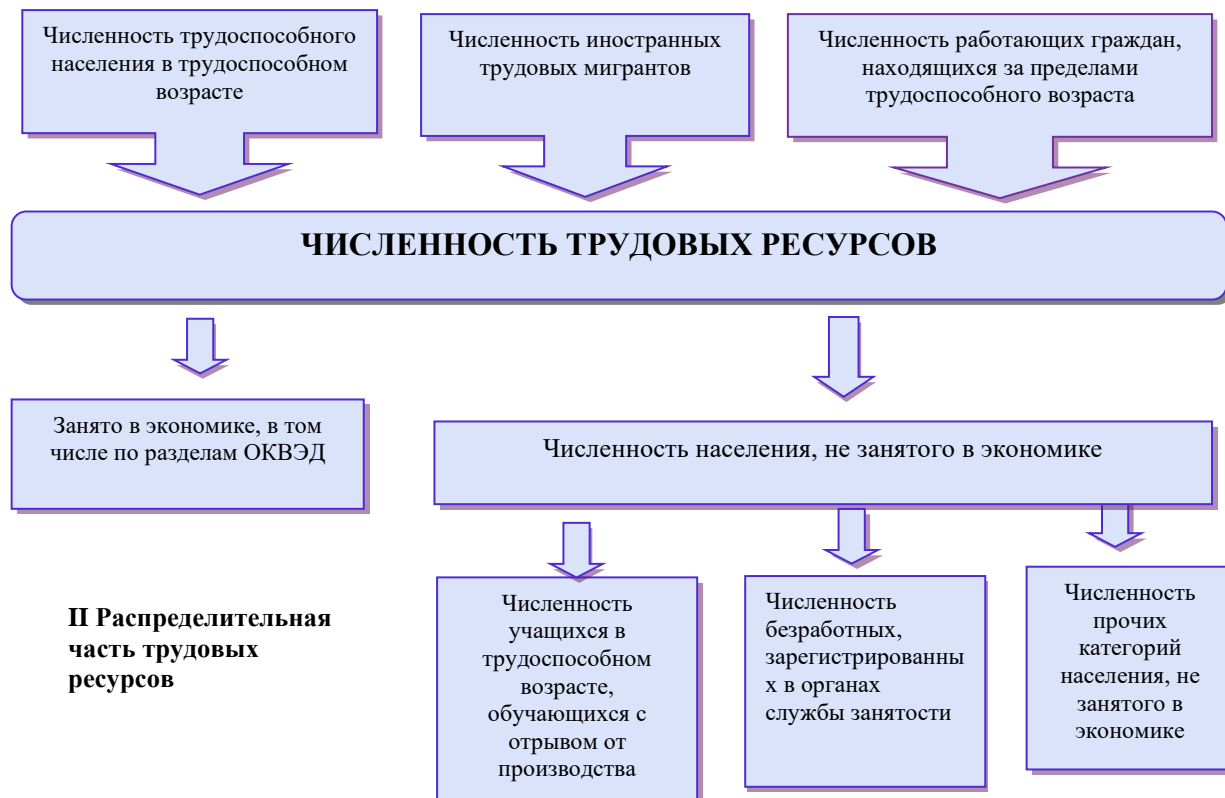 Численность трудоспособного
населения в трудоспособном
возрасте
Численность иностранных
трудовых мигрантов
Численность работающих граждан,
находящихся за пределами
трудоспособного возраста
ЧИСЛЕННОСТЬ ТРУДОВЫХ РЕСУРСОВ
Занято в экономике, в том
числе по разделам ОКВЭД
Численность населения, не занятого в экономике
II Распределительная
часть трудовых
ресурсов
Численность
учащихся в
трудоспособном
возрасте,
обучающихся с
отрывом от
производства
Численность
безработных,
зарегистрированны
х в органах
службы занятости
Численность
прочих
категорий
населения, не
занятого в
экономике